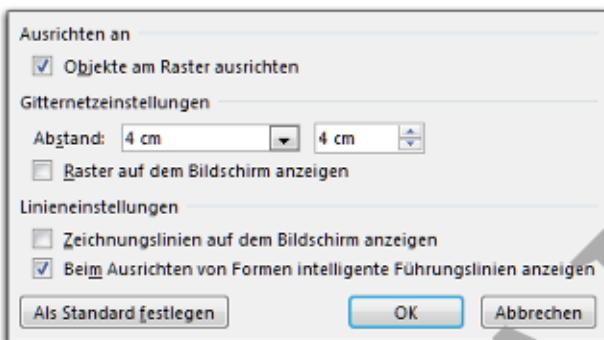 Ausrichten an
Objekte am Raster ausrichten
Gitternetzeinstellungen
Abstand: 4 cm 4 cm
Raster auf dem Bildschirm anzeigen
Linieneinstellungen
Zeichnungslinien auf dem Bildschirm anzeigen
Beim Ausrichten von Formen intelligente Führungslinien anzeigen
Als Standard festlegen OK Abbrechen